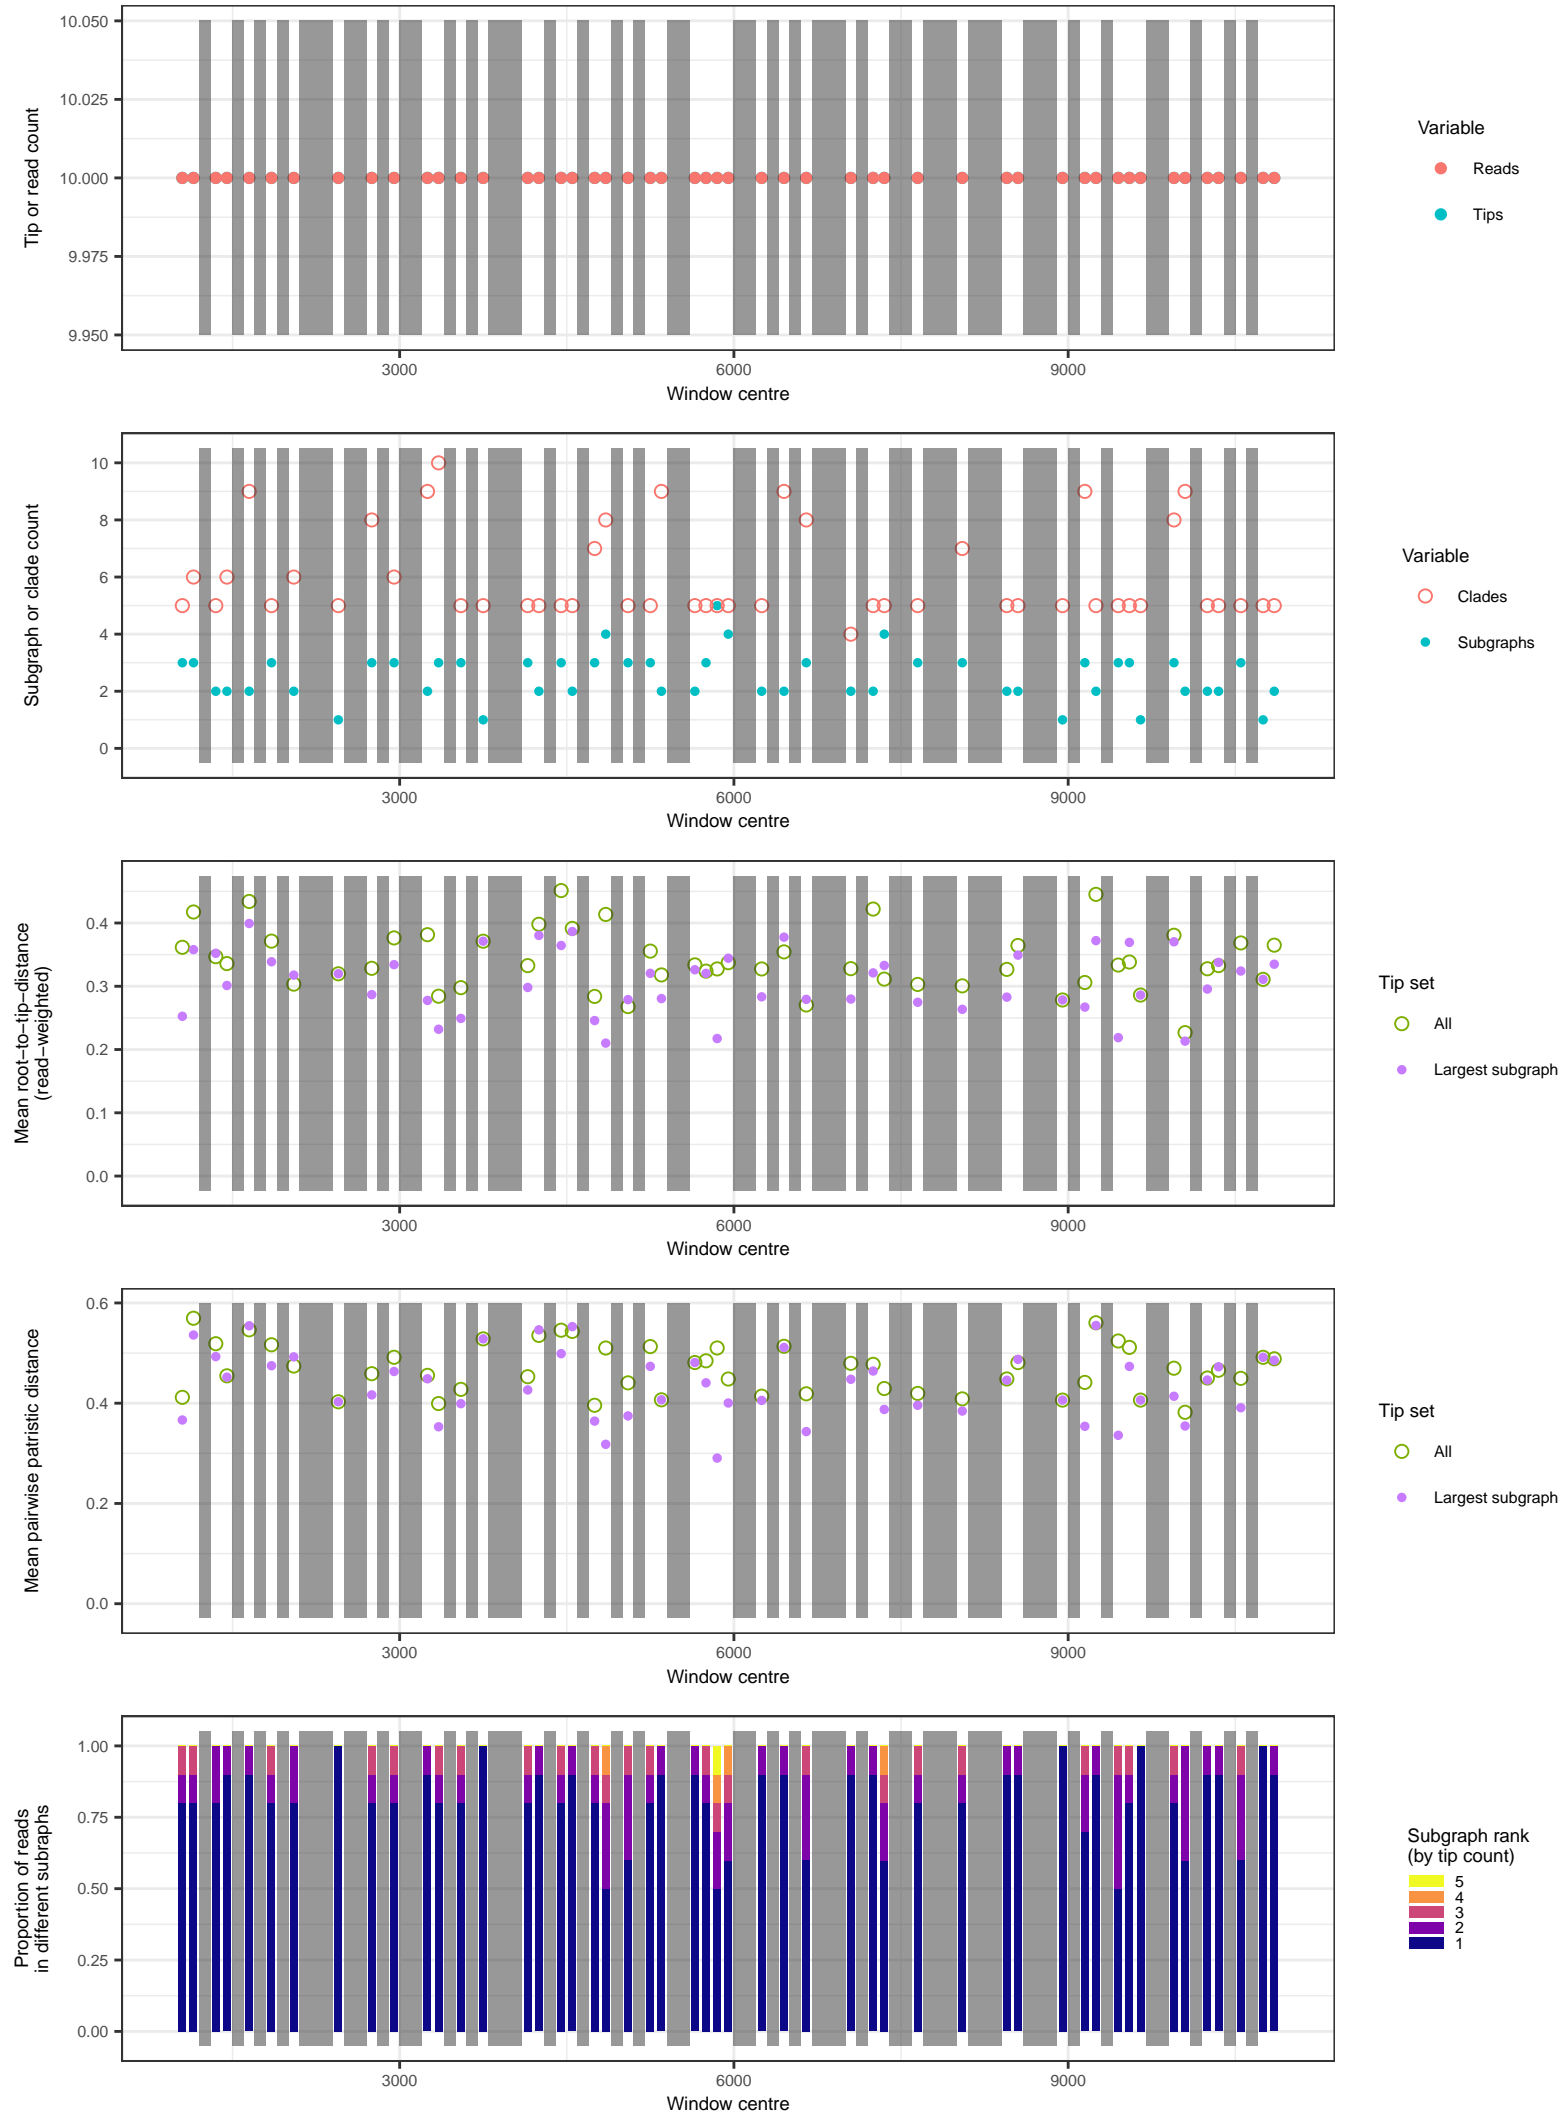 10.050
10.025
10.000
9.975
9.950
Tip or read count
3000 6000 9000
Window centre
Variable
Reads
Tips
10
8
6
4
2
0
Subgraph or clade count
3000 6000 9000
Window centre
Variable
Clades
Subgraphs
0.4
0.3
0.2
0.1
0.0
Mean root−to−tip−distance
(read−weighted)
3000 6000 9000
Window centre
Tip set
All
Largest subgraph
0.6
0.4
0.2
0.0
Mean pairwise patristic distance
3000 6000 9000
Window centre
Tip set
All
Largest subgraph
1.00
0.75
0.50
0.25
0.00
Proportion of reads
in different subraphs
3000 6000 9000
Window centre
Subgraph rank
(by tip count)
5
4
3
2
1